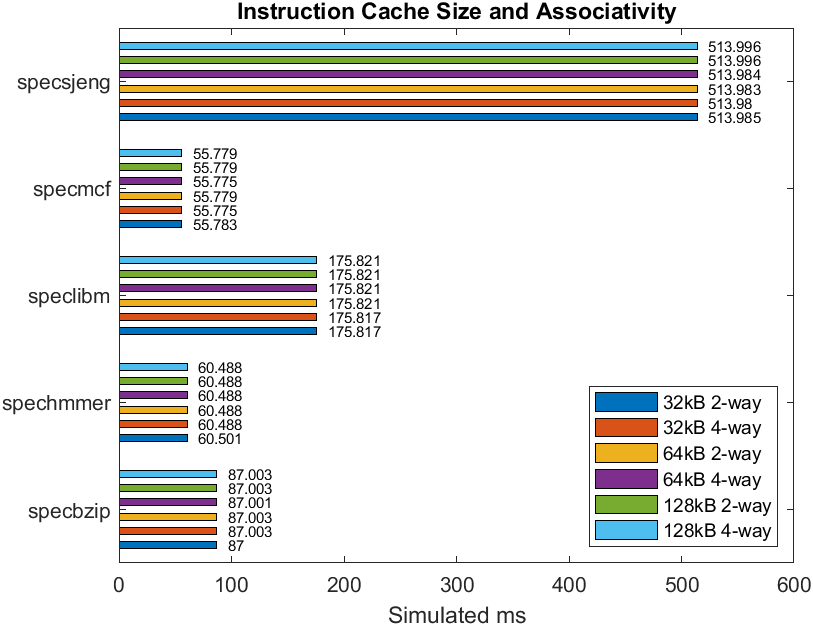 Instruction Cache Size and Associativity
specsjeng
513.996
513.996
513.984
513.983
513.98
513.985
specmcf
55.779
55.779
55.775
55.779
55.775
55.783
speclibm
175.821
175.821
175.821
175.821
175.817
175.817
spechmmer
60.488
60.488
60.488
60.488
60.488
60.501
specbzip
87.003
87.003
87.001
87.003
87.003
87
32kB 2-way
32kB 4-way
64kB 2-way
64kB 4-way
128kB 2-way
128kB 4-way
0 100 200 300 400 500 600
Simulated ms